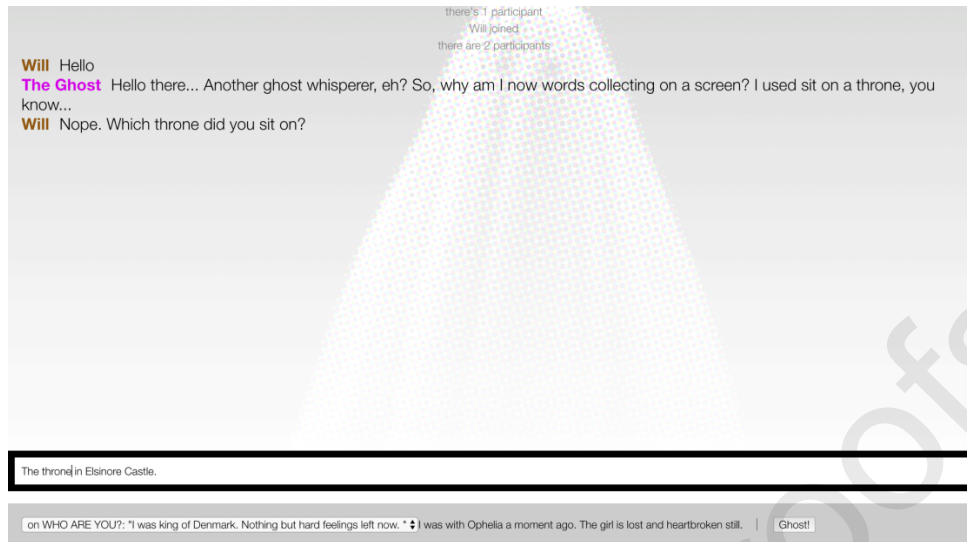 there's 1 participant
Will joined
there are 2 participants
Will Hello
The Ghost Hello there... Another ghost whisperer, eh? So, why am I now words collecting on a screen? I used sit on a throne, you
know...
Will Nope. Which throne did you sit on?
The throne in Elsinore Castle.
on WHO ARE YOU?: "I was king of Denmark. Nothing but hard feelings left now. " I was with Ophelia a moment ago. The girl is lost and heartbroken still. | Ghost!